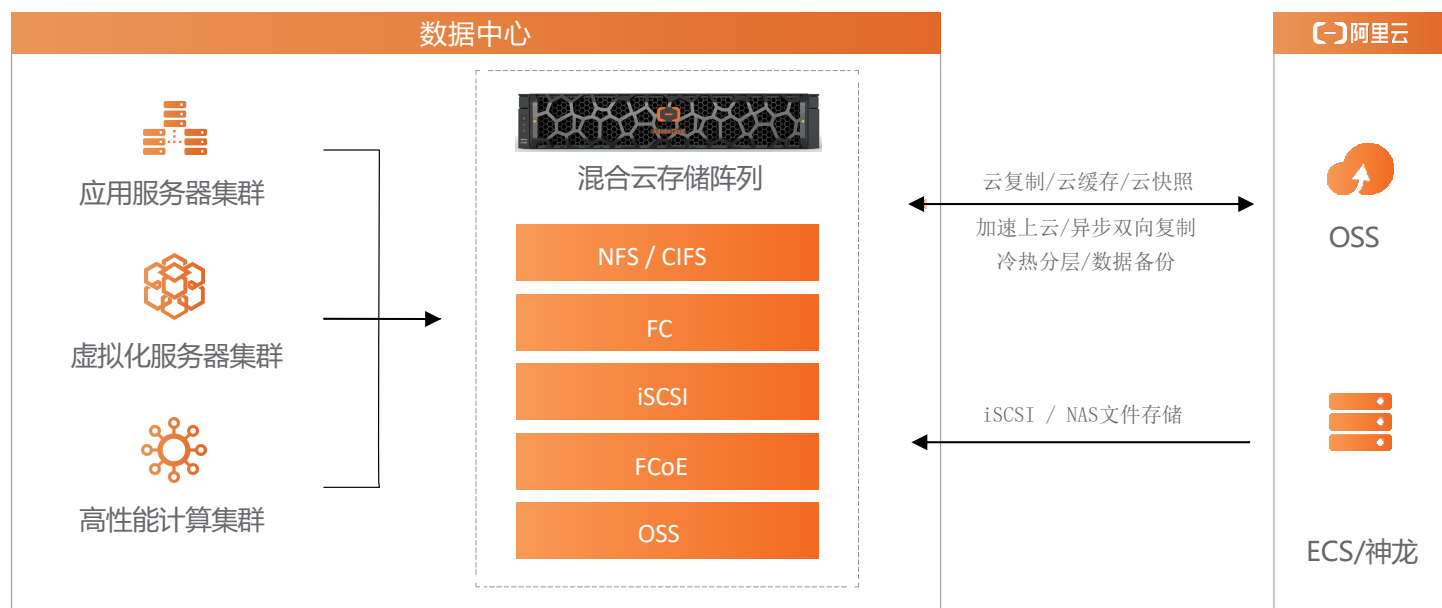 数据中心
阿里云
应用服务器集群
虚拟化服务器集群
高性能计算集群
混合云存储阵列
NFS / CIFS
FC
iSCSI
FCoE
OSS
云复制/云缓存/云快照
加速上云/异步双向复制
冷热分层/数据备份
iSCSI / NAS文件存储
OSS
ECS/神龙